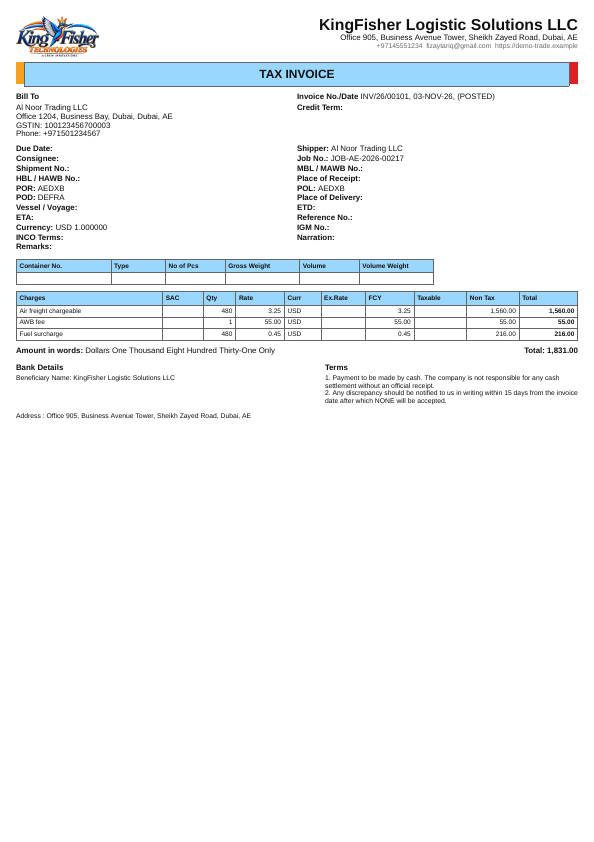 King Fisher
TECHNOLOGIES
KingFisher Logistic Solutions LLC
Office 905, Business Avenue Tower, Sheikh Zayed Road, Dubai, AE
+97145551234 fizaytariq@gmail.com https://demo-trade.example
TAX INVOICE
Bill To
Al Noor Trading LLC
Office 1204, Business Bay, Dubai, Dubai, AE
GSTIN: 100123456700003
Phone: +971501234567
Invoice No./Date INV/26/00101, 03-NOV-26, (POSTED)
Credit Term:
Due Date:
Consignee:
Shipment No.:
HBL / HAWB No.:
POR: AEDXB
POD: DEFRA
Vessel / Voyage:
ETA:
Currency: USD 1.000000
INCO Terms:
Remarks:
Shipper: Al Noor Trading LLC
Job No.: JOB-AE-2026-00217
MBL / MAWB No.:
Place of Receipt:
POL: AEDXB
Place of Delivery:
ETD:
Reference No.:
IGM No.:
Narration:
Container No. Type No of Pcs Gross Weight Volume Volume Weight
Charges SAC Qty Rate Curr Ex.Rate FCY Taxable Non Tax Total
Air freight chargeable 480 3.25 USD 3.25 1,560.00 1,560.00
AWB fee 1 55.00 USD 55.00 55.00 55.00
Fuel surcharge 480 0.45 USD 0.45 216.00 216.00
Amount in words: Dollars One Thousand Eight Hundred Thirty-One Only
Total: 1,831.00
Bank Details
Beneficiary Name: KingFisher Logistic Solutions LLC
Terms
1. Payment to be made by cash. The company is not responsible for any cash
settlement without an official receipt.
2. Any discrepancy should be notified to us in writing within 15 days from the invoice
date after which NONE will be accepted.
Address : Office 905, Business Avenue Tower, Sheikh Zayed Road, Dubai, AE